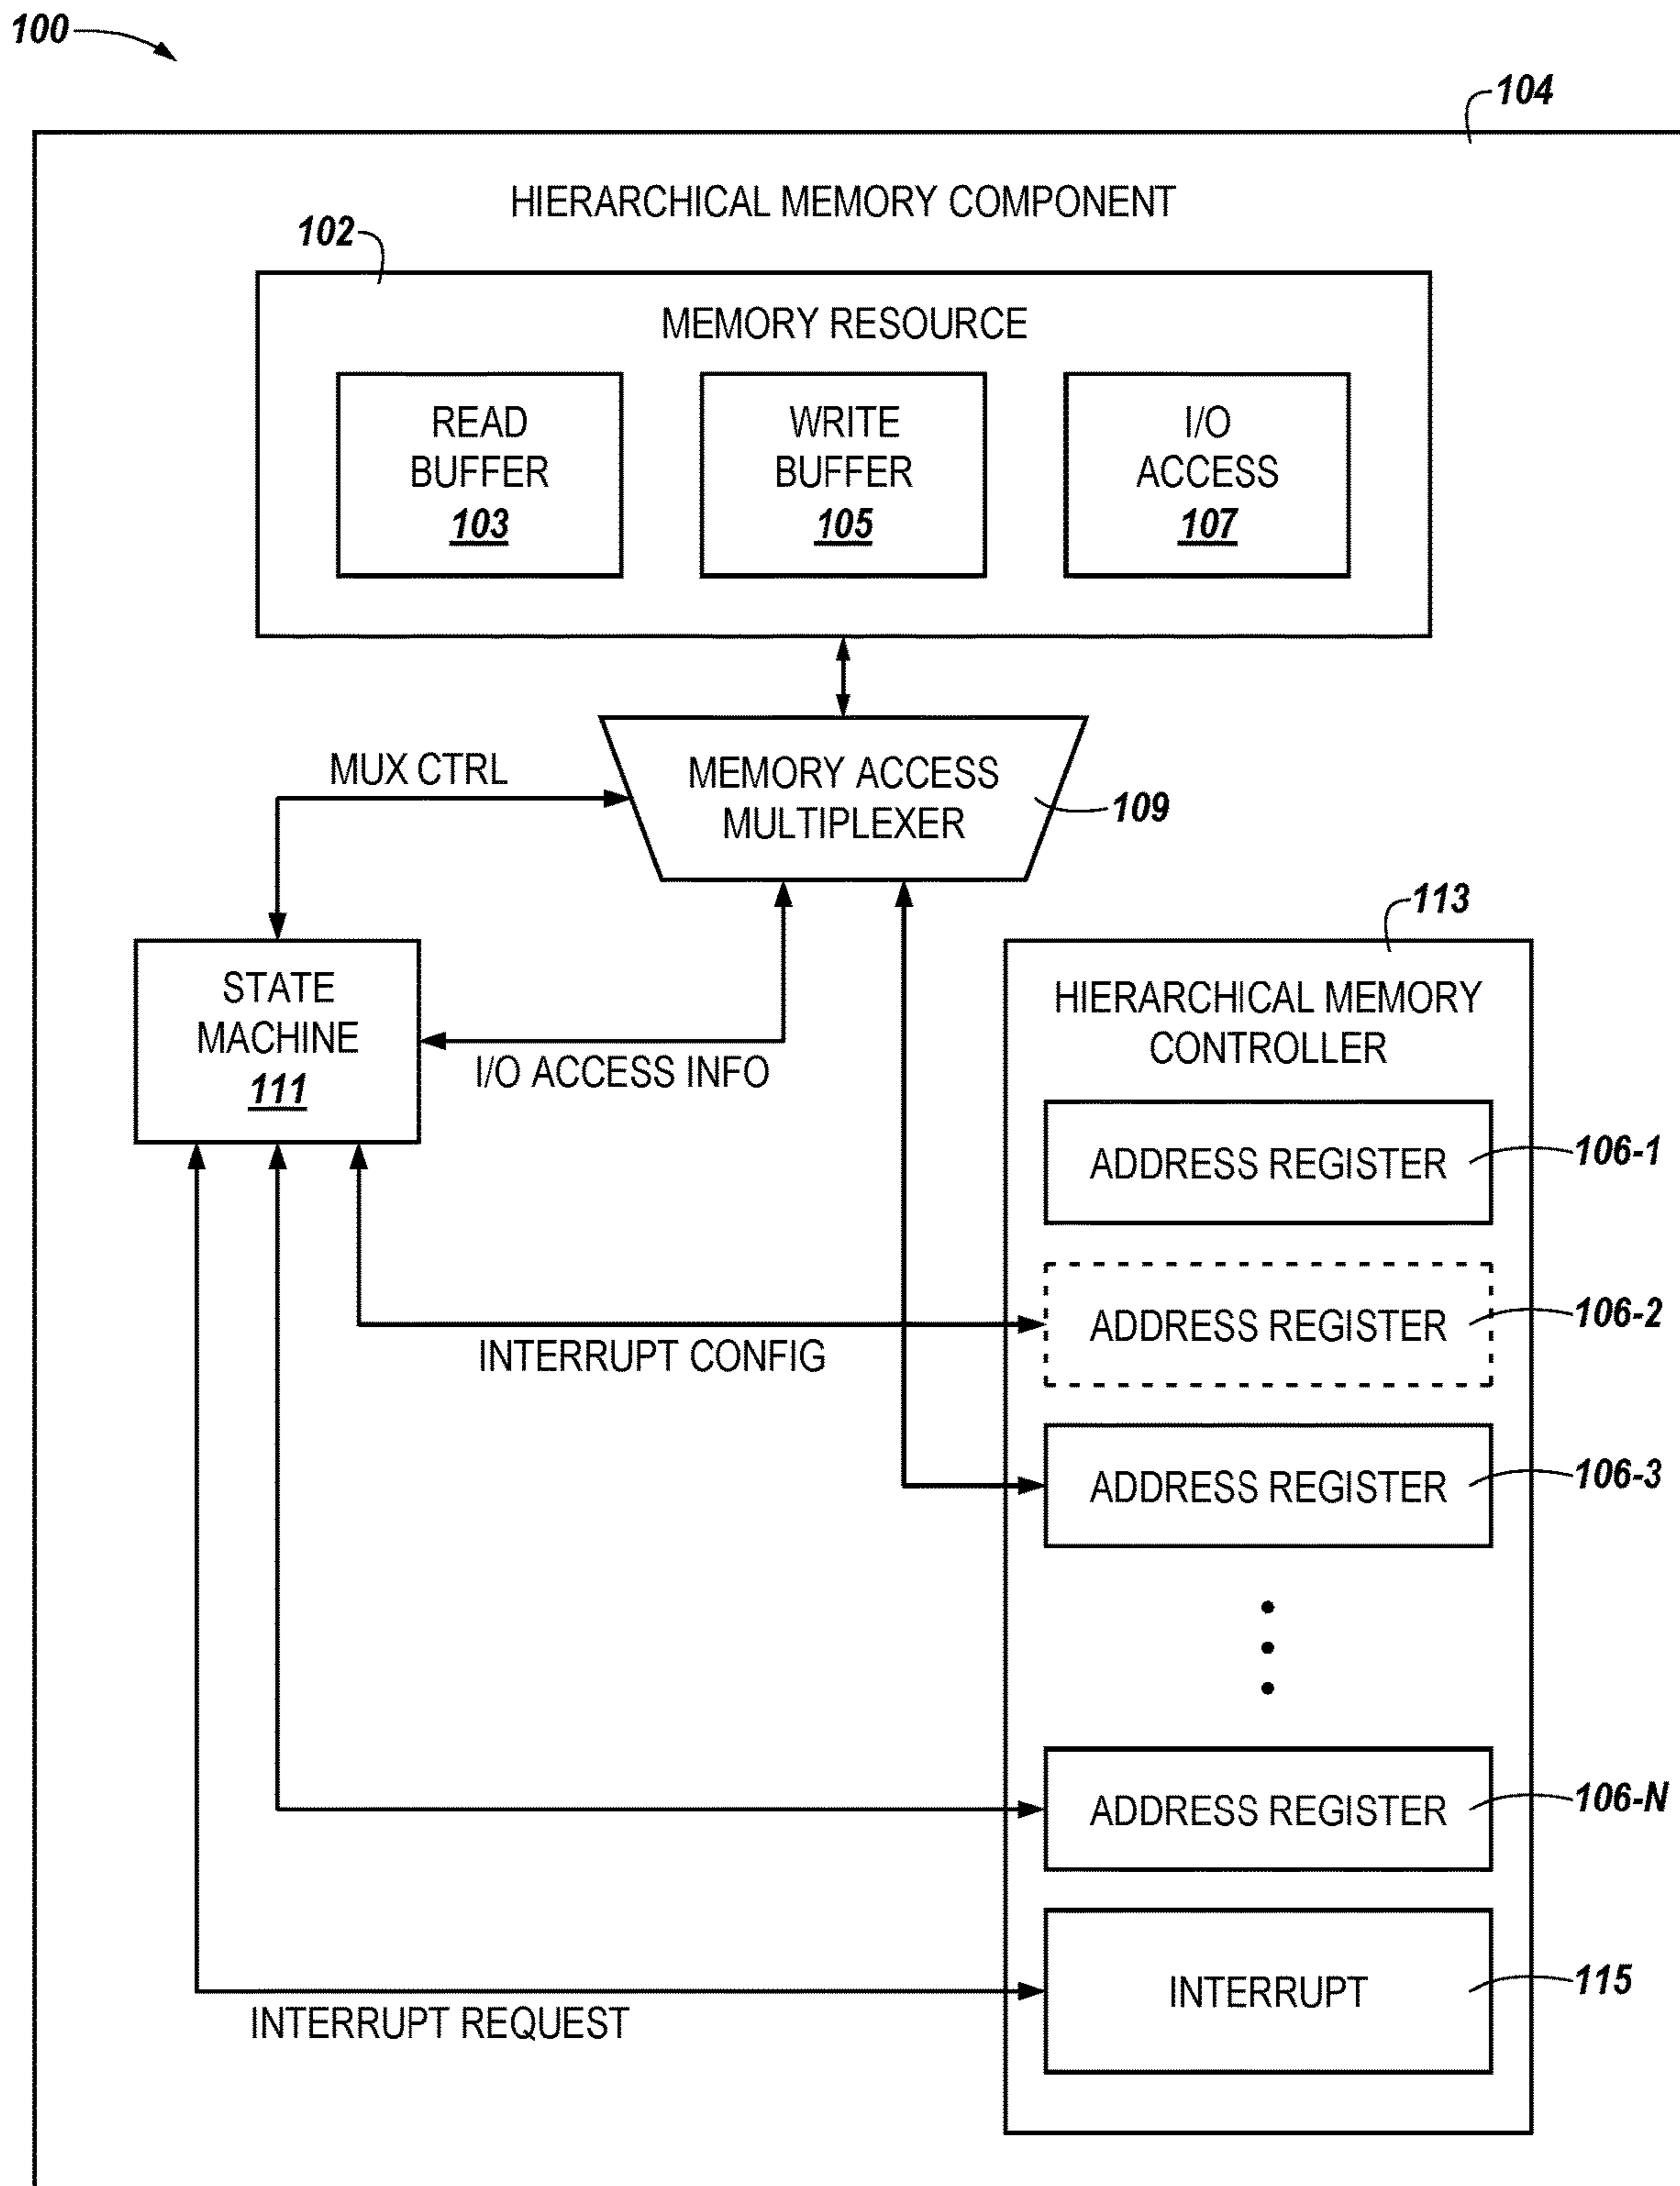 100
104
HIERARCHICAL MEMORY COMPONENT
102
MEMORY RESOURCE
READ
BUFFER
103
WRITE
BUFFER
105
I/O
ACCESS
107
MUX CTRL
MEMORY ACCESS
MULTIPLEXER
109
STATE
MACHINE
111
I/O ACCESS INFO
113
HIERARCHICAL MEMORY
CONTROLLER
ADDRESS REGISTER
106-1
ADDRESS REGISTER
106-2
INTERRUPT CONFIG
ADDRESS REGISTER
106-3
ADDRESS REGISTER
106-N
INTERRUPT
115
INTERRUPT REQUEST